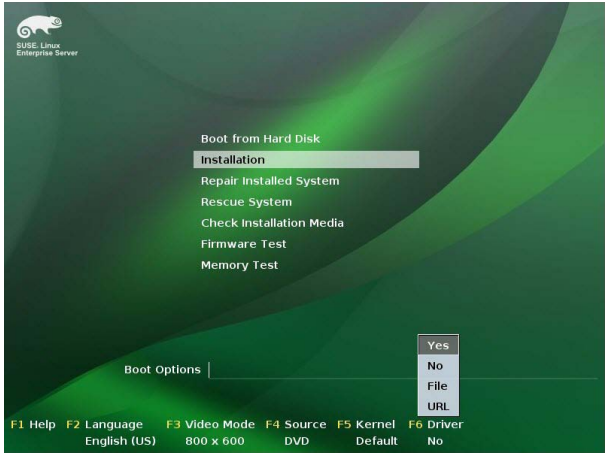 SUSE. Linux
Enterprise Server
Boot from Hard Disk
Installation
Repair Installed System
Rescue System
Check Installation Media
Firmware Test
Memory Test
Boot Options
Yes
No
File
URL
F1 Help F2 Language F3 Video Mode F4 Source F5 Kernel F6 Driver
English (US) 800 x 600 DVD Default No